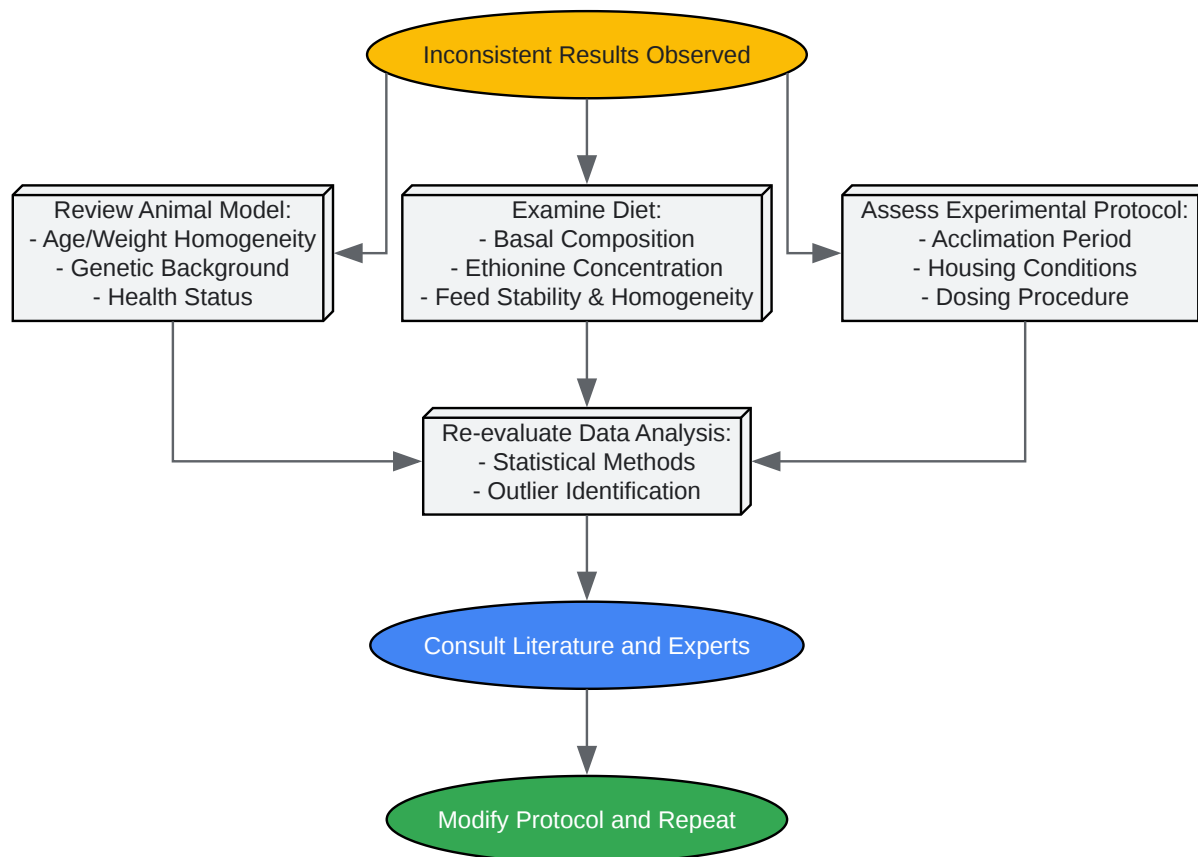 Inconsistent Results Observed
Review Animal Model:
- Age/Weight Homogeneity
- Genetic Background
- Health Status
Examine Diet:
- Basal Composition
- Ethionine Concentration
- Feed Stability & Homogeneity
Assess Experimental Protocol:
- Acclimation Period
- Housing Conditions
- Dosing Procedure
Re-evaluate Data Analysis:
- Statistical Methods
- Outlier Identification
Consult Literature and Experts
Modify Protocol and Repeat